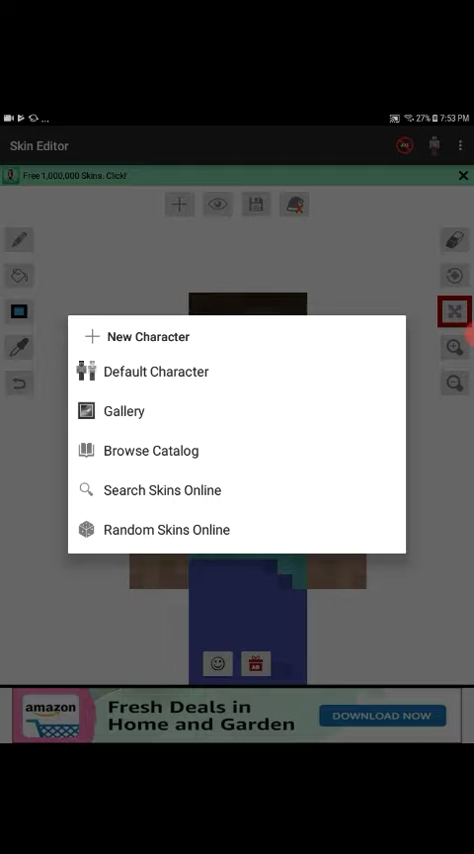 27% 7:53 PM
Skin Editor
Free 1,000,000 Skins. Click!
New Character
Default Character
Gallery
Browse Catalog
Search Skins Online
Random Skins Online
amazon
Fresh Deals in
Home and Garden
DOWNLOAD NOW